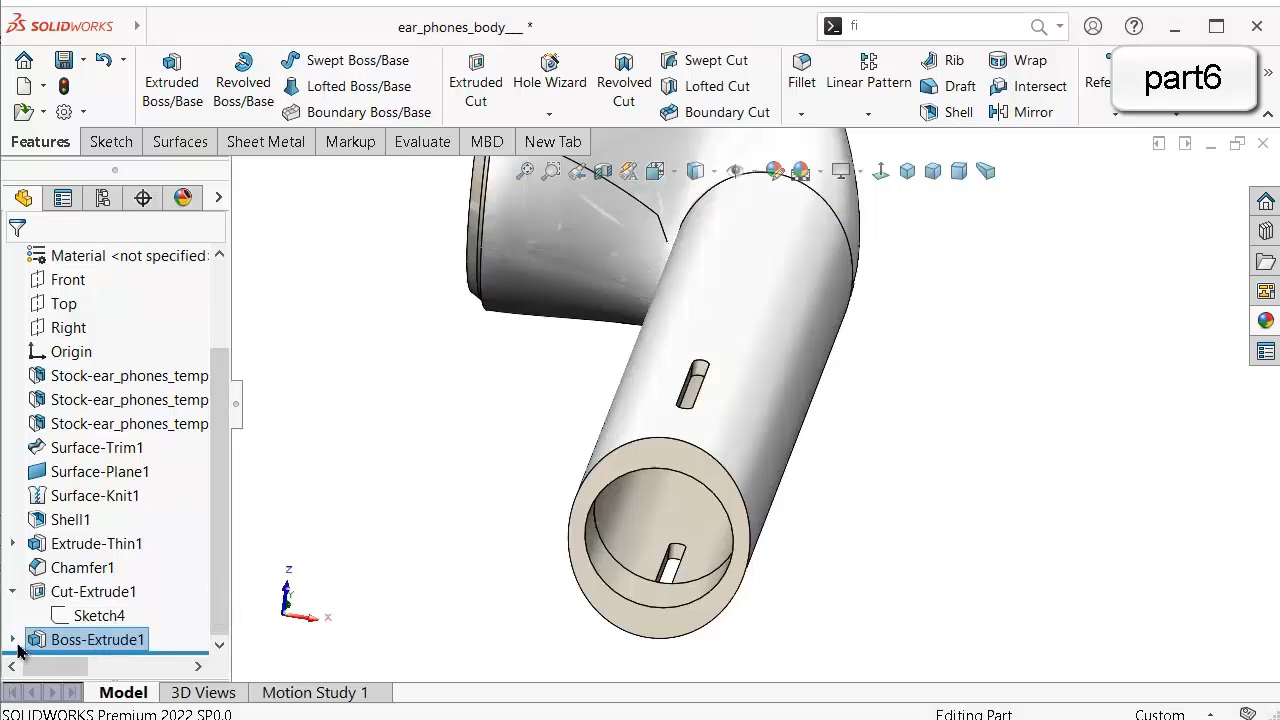 SOLIDWORKS
ear_phones_body___ *
fi
part6
Extruded Boss/Base
Revolved Boss/Base
Swept Boss/Base
Lofted Boss/Base
Boundary Boss/Base
Extruded Cut
Hole Wizard
Revolved Cut
Swept Cut
Lofted Cut
Boundary Cut
Fillet
Linear Pattern
Rib
Draft
Shell
Wrap
Intersect
Mirror
Refe
Features
Sketch
Surfaces
Sheet Metal
Markup
Evaluate
MBD
New Tab
Material <not specified>
Front
Top
Right
Origin
Stock-ear_phones_temp
Stock-ear_phones_temp
Stock-ear_phones_temp
Surface-Trim1
Surface-Plane1
Surface-Knit1
Shell1
Extrude-Thin1
Chamfer1
Cut-Extrude1
Sketch4
Boss-Extrude1
z
Y
x
Model
3D Views
Motion Study 1
SOLIDWORKS Premium 2022 SP0.0
Editing Part
Custom